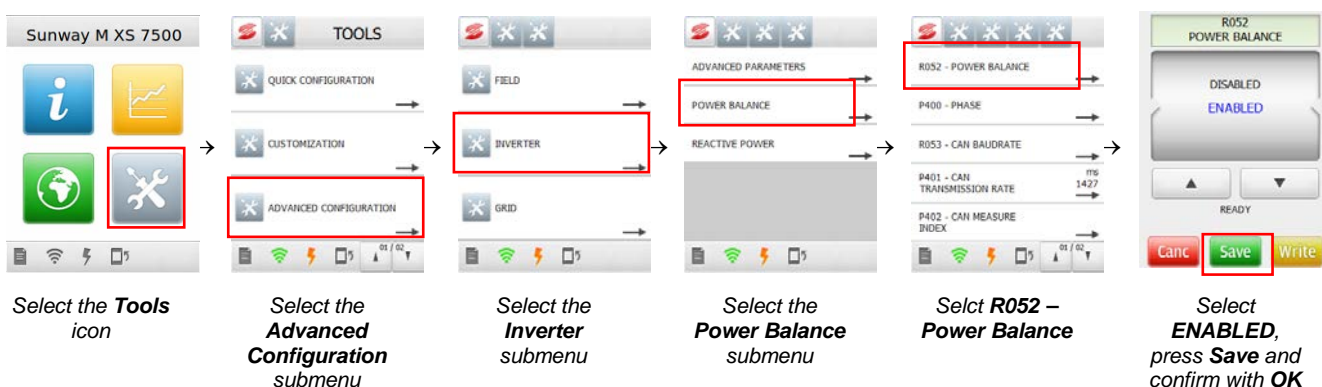 Sunway M XS 7500
i
Select the Tools
icon
→
TOOLS
QUICK CONFIGURATION
CUSTOMIZATION
ADVANCED CONFIGURATION
01 / 02
Select the
Advanced
Configuration
submenu
→
FIELD
INVERTER
GRID
Select the
Inverter
submenu
→
ADVANCED PARAMETERS
POWER BALANCE
REACTIVE POWER
Select the
Power Balance
submenu
→
R052 - POWER BALANCE
P400 - PHASE
R053 - CAN BAUDRATE
P401 - CAN
TRANSMISSION RATE
ms
1427
P402 - CAN MEASURE
INDEX
01 / 02
Selct R052 –
Power Balance
→
R052
POWER BALANCE
DISABLED
ENABLED
READY
Canc
Save
Write
Select
ENABLED,
press Save and
confirm with OK